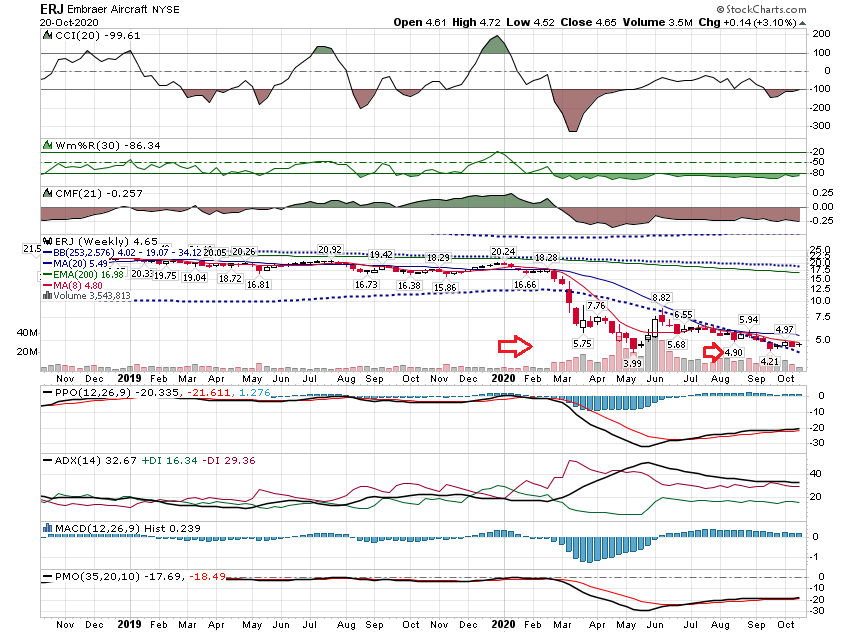 ERJ Embraer Aircraft NYSE
© StockCharts.com
20-Oct-2020
Open 4.61 High 4.72 Low 4.52 Close 4.65 Volume 3.5M Chg +0.14 (+3.10%)
CCI(20) -99.61
200
100
0
-100
-200
-300
Wm%R(30) -86.34
-20
-50
-80
CMF(21) -0.257
0.25
0.00
-0.25
ERJ (Weekly) 4.65
BB(253,2.576) 4.02 - 19.07 - 34.12
MA(20) 5.49
EMA(200) 16.98
MA(8) 4.80
Volume 3,543,813
21.5
20.33
19.75
19.04
20.05
18.72
20.26
16.81
20.92
16.73
19.42
16.38
18.29
15.86
20.24
16.66
18.28
5.75
7.76
3.99
8.82
5.68
6.55
4.90
5.94
4.21
4.97
25.0
20.0
17.5
15.0
12.5
10.0
7.5
5.0
40M
20M
Nov Dec 2019 Feb Mar Apr May Jun Jul Aug Sep Oct Nov Dec 2020 Feb Mar Apr May Jun Jul Aug Sep Oct
PPO(12,26,9) -20.335, -21.611, 1.276
0
-10
-20
-30
ADX(14) 32.67 +DI 16.34 -DI 29.36
40
20
MACD(12,26,9) Hist 0.239
0
-1
PMO(35,20,10) -17.69, -18.49
0
-10
-20
-30
Nov Dec 2019 Feb Mar Apr May Jun Jul Aug Sep Oct Nov Dec 2020 Feb Mar Apr May Jun Jul Aug Sep Oct